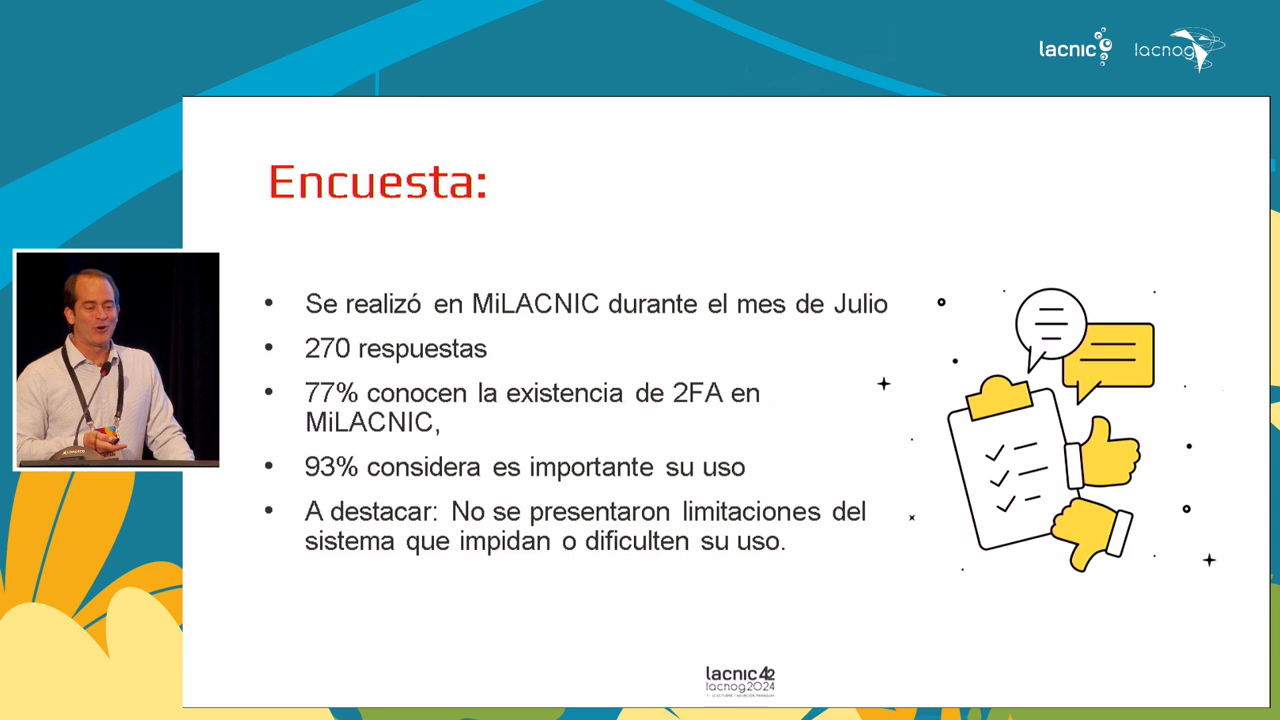 lacnic lacnog
Encuesta:
• Se realizó en MiLACNIC durante el mes de Julio
• 270 respuestas
• 77% conocen la existencia de 2FA en
MiLACNIC,
• 93% considera es importante su uso
• A destacar: No se presentaron limitaciones del
sistema que impidan o dificulten su uso.
lacnic42
lacnog2024